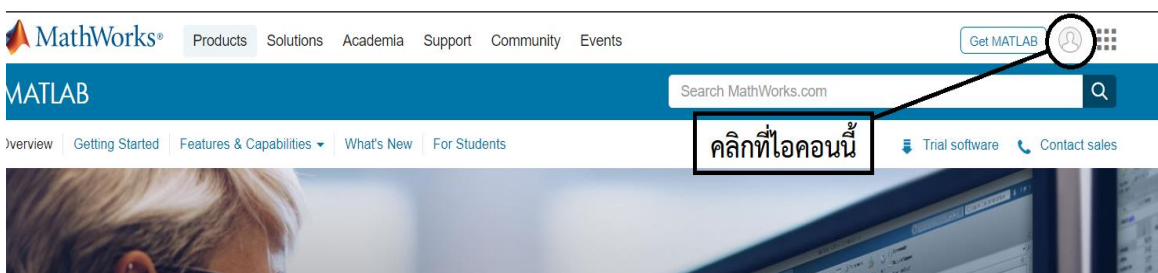 MathWorks® Products Solutions Academia Support Community Events Get MATLAB
MATLAB Search MathWorks.com
Overview Getting Started Features & Capabilities What's New For Students คลิกที่ไอคอนนี้ Trial software Contact sales